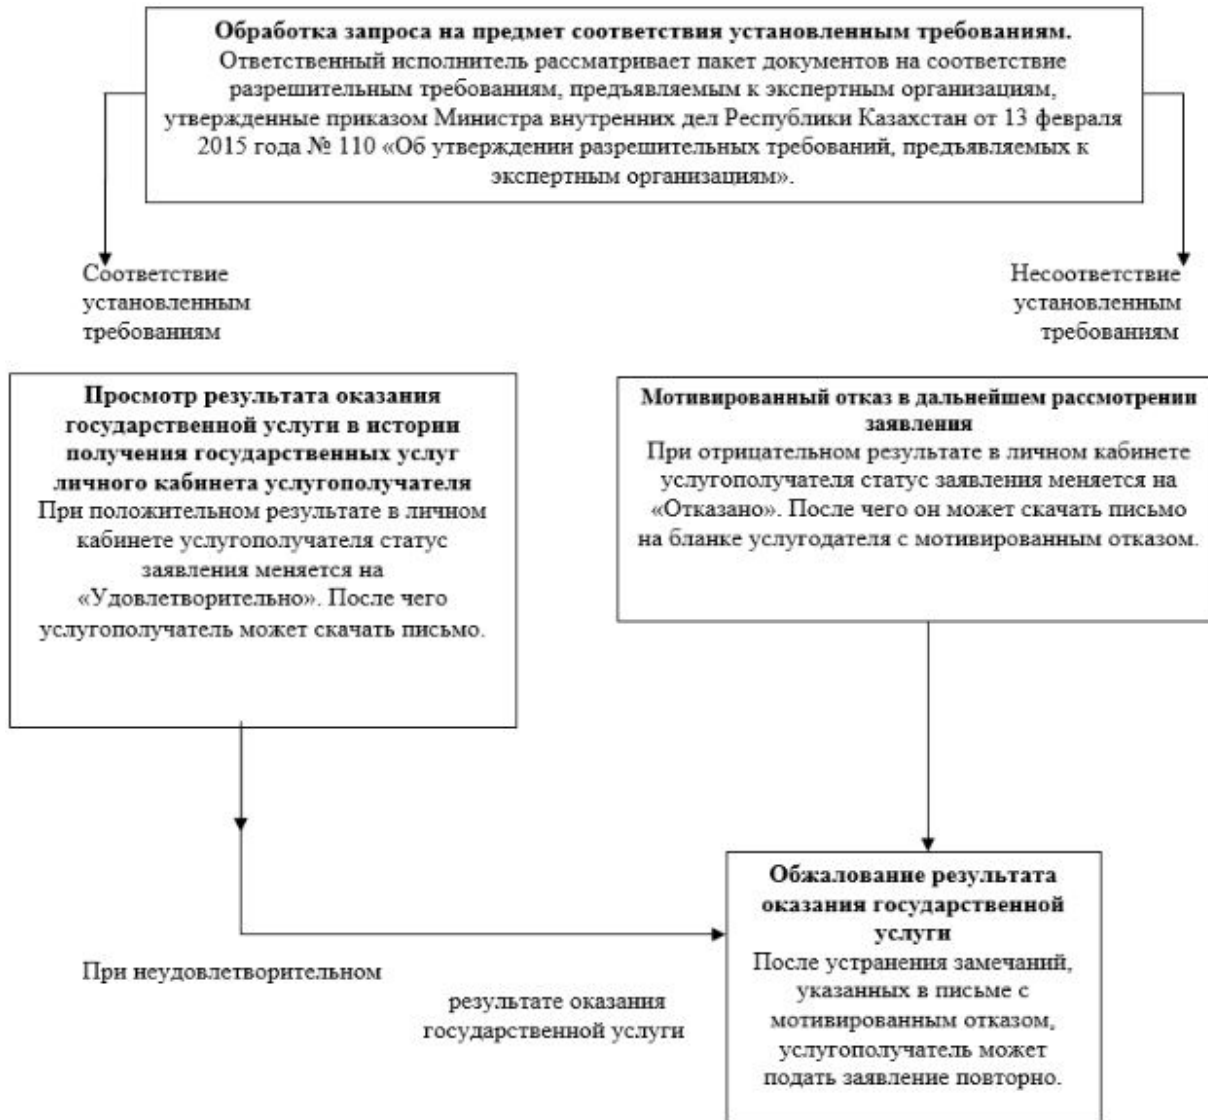 Обработка запроса на предмет соответствия установленным требованиям.
Ответственный исполнитель рассматривает пакет документов на соответствие
разрешительным требованиям, предъявляемым к экспертным организациям,
утвержденные приказом Министра внутренних дел Республики Казахстан от 13 февраля
2015 года № 110 «Об утверждении разрешительных требований, предъявляемых к
экспертным организациям».
Соответствие
установленным
требованиям
Несоответствие
установленным
требованиям
Просмотр результата оказания
государственной услуги в истории
получения государственных услуг
личного кабинета услугополучателя
При положительном результате в личном
кабинете услугополучателя статус
заявления меняется на
«Удовлетворительно». После чего
услугополучатель может скачать письмо.
Мотивированный отказ в дальнейшем рассмотрении
заявления
При отрицательном результате в личном кабинете
услугополучателя статус заявления меняется на
«Отказано». После чего он может скачать письмо
на бланке услугодателя с мотивированным отказом.
При неудовлетворительном
результате оказания
государственной услуги
Обжалование результата
оказания государственной
услуги
После устранения замечаний,
указанных в письме с
мотивированным отказом,
услугополучатель может
подать заявление повторно.